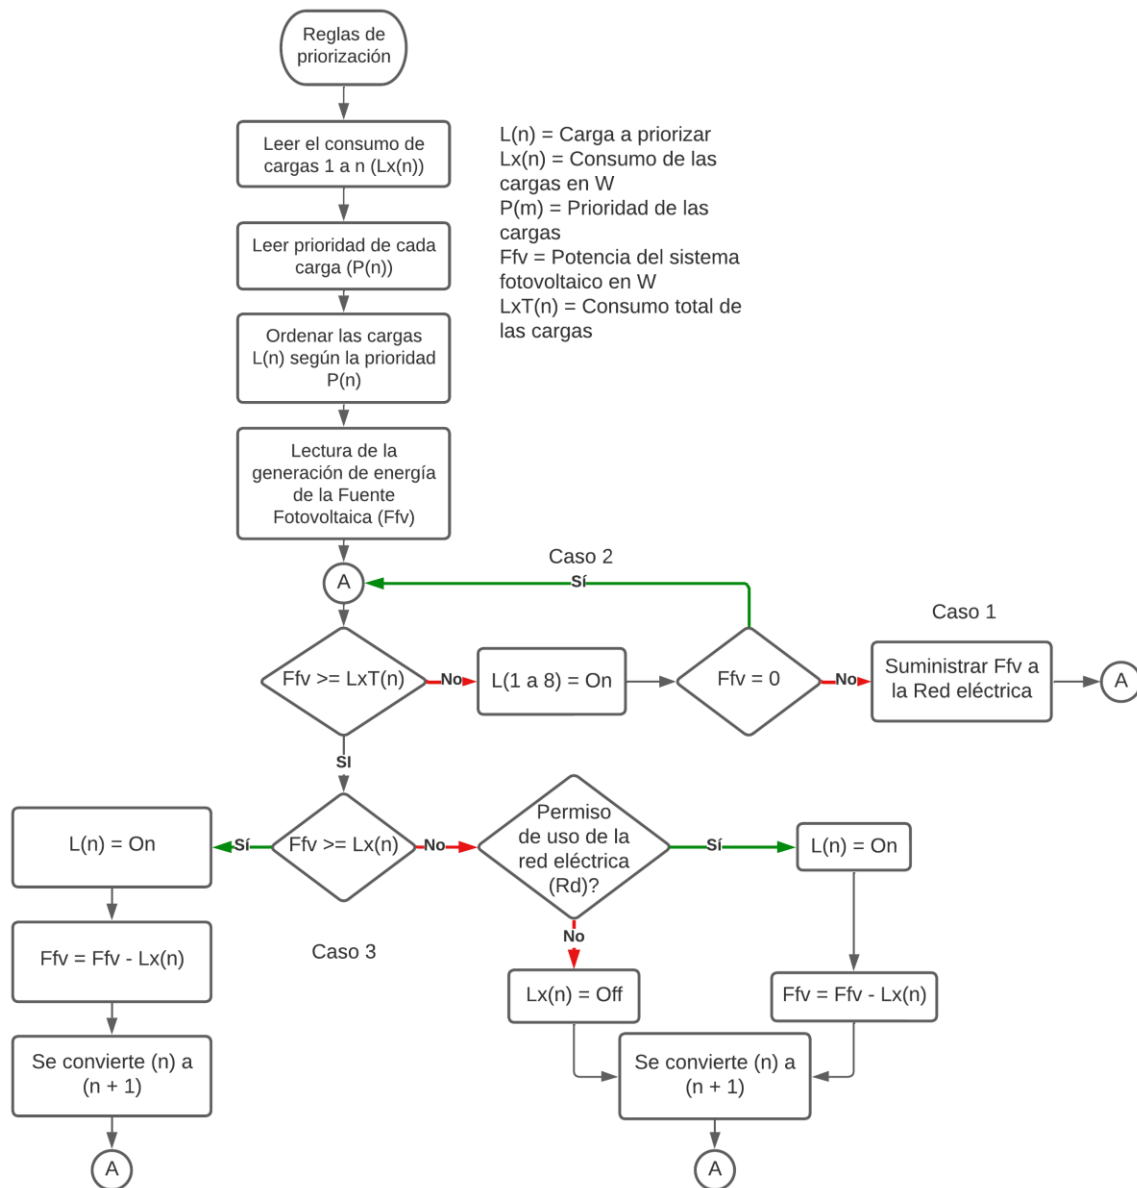 Reglas de
priorización
Leer el consumo de
cargas 1 a n (Lx(n))
L(n) = Carga a priorizar
Lx(n) = Consumo de las
cargas en W
P(m) = Prioridad de las
cargas
Ffv = Potencia del sistema
fotovoltaico en W
LxT(n) = Consumo total de
las cargas
Leer prioridad de cada
carga (P(n))
Ordenar las cargas
L(n) según la prioridad
P(n)
Lectura de la
generación de energía
de la Fuente
Fotovoltaica (Ffv)
Caso 2
A
Sí
Caso 1
Ffv >= LxT(n)
No
L(1 a 8) = On
Ffv = 0
No
Suministrar Ffv a
la Red eléctrica
A
SI
L(n) = On
Sí
Ffv >= Lx(n)
No
Permiso
de uso de la
red eléctrica
(Rd)?
Sí
L(n) = On
No
Caso 3
Ffv = Ffv - Lx(n)
Lx(n) = Off
Ffv = Ffv - Lx(n)
Se convierte (n) a
(n + 1)
Se convierte (n) a
(n + 1)
A
A